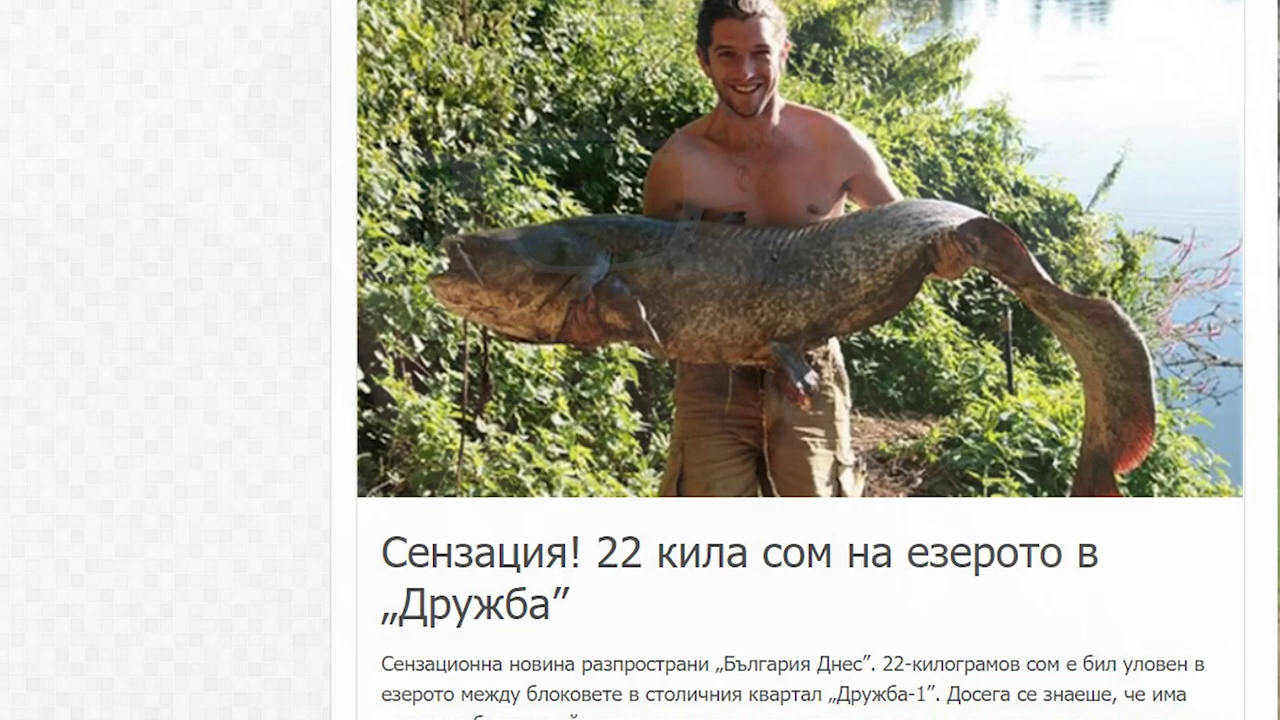 Сензация! 22 кила сом на езерото в
„Дружба”
Сензационна новина разпространи „България Днес”. 22-килограмов сом е бил уловен в
езерото между блоковете в столичния квартал „Дружба-1”. Досега се знаеше, че има